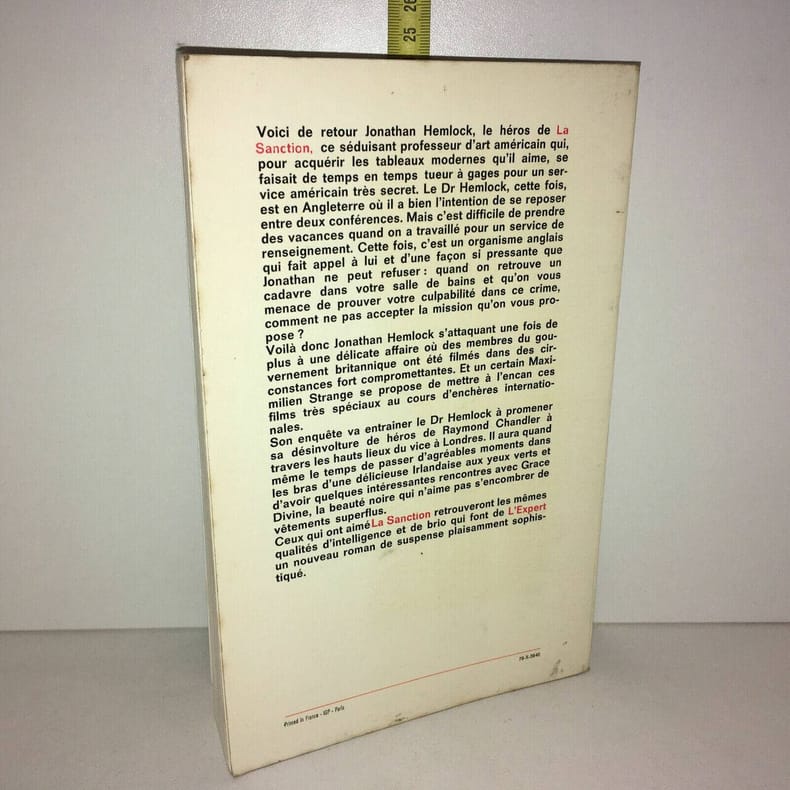 25 26
Voici de retour Jonathan Hemlock, le héros de La
Sanction, ce séduisant professeur d'art américain qui,
pour acquérir les tableaux modernes qu'il aime, se
faisait de temps en temps tueur à gages pour un ser-
vice américain très secret. Le Dr Hemlock, cette fois,
est en Angleterre où il a bien l'intention de se reposer
entre deux conférences. Mais c'est difficile de prendre
des vacances quand on a travaillé pour un service de
renseignement. Cette fois, c'est un organisme anglais
qui fait appel à lui et d'une façon si pressante que
Jonathan ne peut refuser : quand on retrouve un
cadavre dans votre salle de bains et qu'on vous
menace de prouver votre culpabilité dans ce crime,
comment ne pas accepter la mission qu'on vous pro-
pose ?
Voilà donc Jonathan Hemlock s'attaquant une fois de
plus à une délicate affaire où des membres du gou-
vernement britannique ont été filmés dans des cir-
constances fort compromettantes. Et un certain Maxi-
milien Strange se propose de mettre à l'encan ces
films très spéciaux au cours d'enchères internatio-
nales.
Son enquête va entraîner le Dr Hemlock à promener
sa désinvolture de héros de Raymond Chandler à
travers les hauts lieux du vice à Londres. Il aura quand
même le temps de passer d'agréables moments dans
les bras d'une délicieuse Irlandaise aux yeux verts et
d'avoir quelques intéressantes rencontres avec Grace
Divine, la beauté noire qui n'aime pas s'encombrer de
vêtements superflus.
Ceux qui ont aimé La Sanction retrouveront les mêmes
qualités d'intelligence et de brio qui font de L'Expert
un nouveau roman de suspense plaisamment sophis-
tiqué.
Printed in France - IGP - Paris